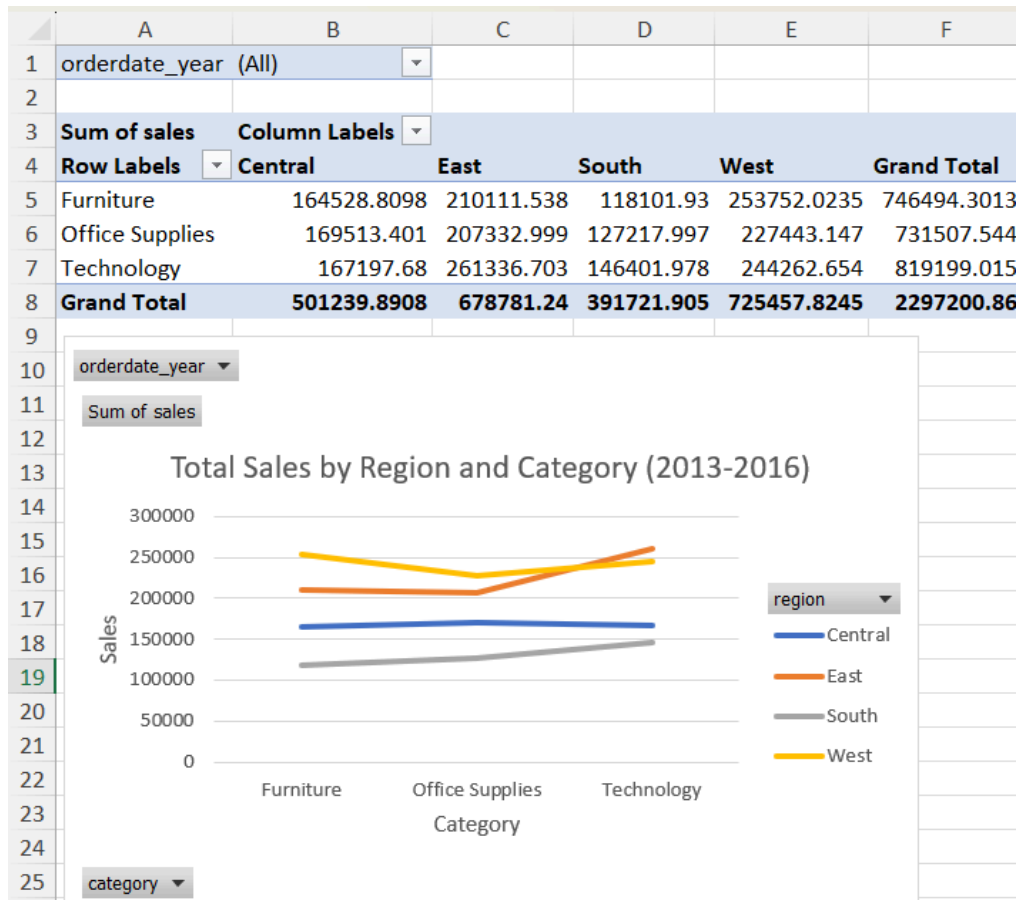 A B C D E F
1 orderdate_year (All)
2
3 Sum of sales Column Labels
4 Row Labels Central East South West Grand Total
5 Furniture 164528.8098 210111.538 118101.93 253752.0235 746494.3013
6 Office Supplies 169513.401 207332.999 127217.997 227443.147 731507.544
7 Technology 167197.68 261336.703 146401.978 244262.654 819199.015
8 Grand Total 501239.8908 678781.24 391721.905 725457.8245 2297200.86
9
10 orderdate_year
11 Sum of sales
12
13 Total Sales by Region and Category (2013-2016)
14 300000
15 250000
16 200000
17 region
18 150000 Central
Sales
19 100000 East
20 50000 South
21 0 West
22 Furniture Office Supplies Technology
23 Category
24
25 category